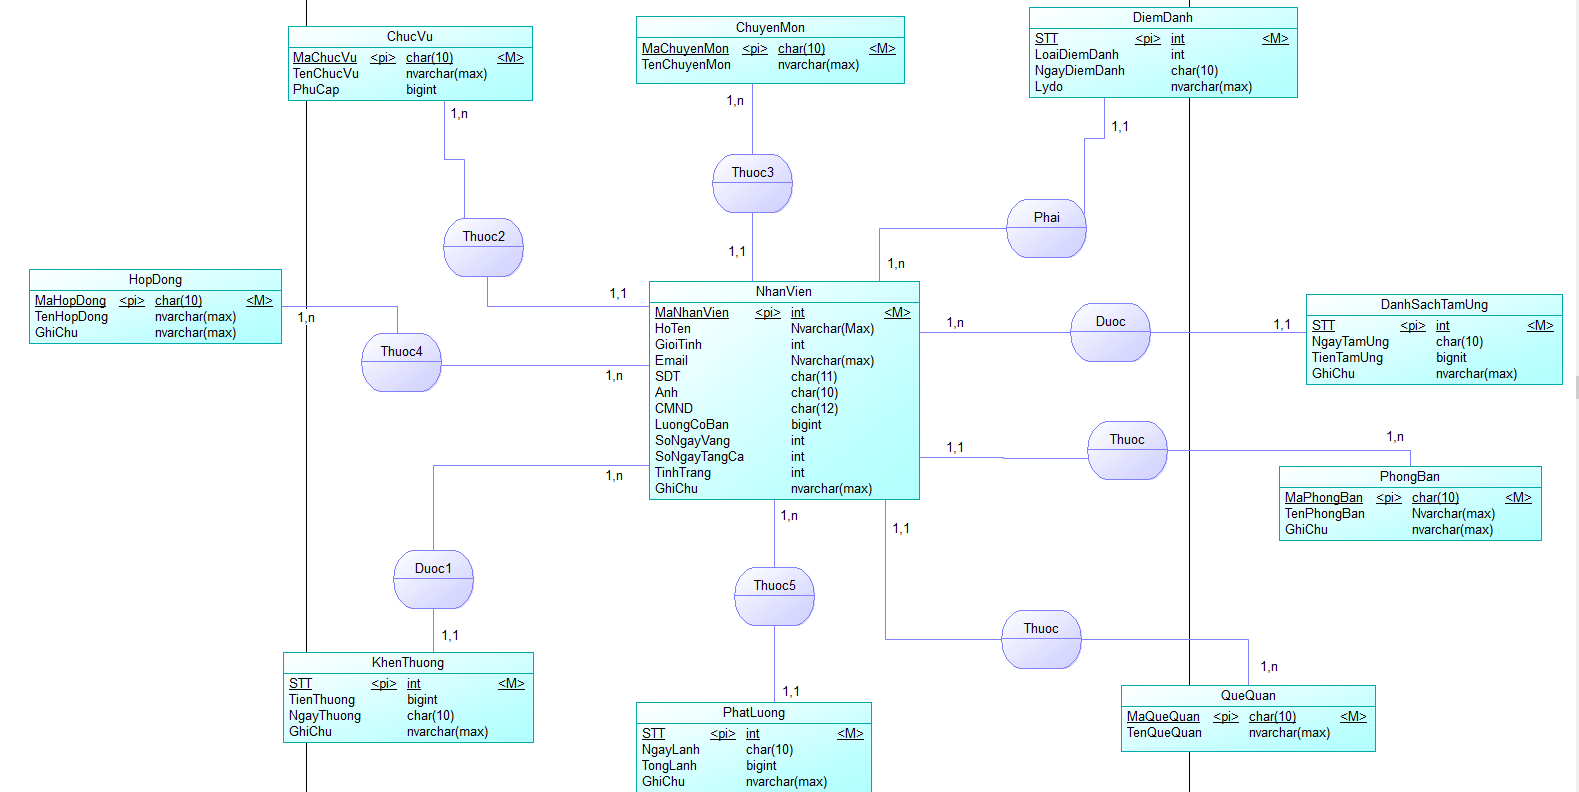 ChucVu
MaChucVu <pi> char(10) <M>
TenChucVu nvarchar(max)
PhuCap bigint
1,n
ChuyenMon
MaChuyenMon <pi> char(10) <M>
TenChuyenMon nvarchar(max)
1,n
DiemDanh
STT <pi> int <M>
LoaiDiemDanh int
NgayDiemDanh char(10)
Lydo nvarchar(max)
1,1
Thuoc3
1,1
Phai
1,n
Thuoc2
1,1
HopDong
MaHopDong <pi> char(10) <M>
TenHopDong nvarchar(max)
GhiChu nvarchar(max)
1,n
Thuoc4
1,n
NhanVien
MaNhanVien <pi> int <M>
HoTen Nvarchar(Max)
GioiTinh int
Email Nvarchar(max)
SDT char(11)
Anh char(10)
CMND char(12)
LuongCoBan bigint
SoNgayVang int
SoNgayTangCa int
TinhTrang int
GhiChu nvarchar(max)
1,n
Duoc
1,1
DanhSachTamUng
STT <pi> int <M>
NgayTamUng char(10)
TienTamUng bignit
GhiChu nvarchar(max)
1,1
Thuoc
1,n
PhongBan
MaPhongBan <pi> char(10) <M>
TenPhongBan Nvarchar(max)
GhiChu nvarchar(max)
1,n
Duoc1
1,1
KhenThuong
STT <pi> int <M>
TienThuong bigint
NgayThuong char(10)
GhiChu nvarchar(max)
1,n
Thuoc5
1,1
PhatLuong
STT <pi> int <M>
NgayLanh char(10)
TongLanh bigint
GhiChu nvarchar(max)
1,1
Thuoc
1,n
QueQuan
MaQueQuan <pi> char(10) <M>
TenQueQuan nvarchar(max)